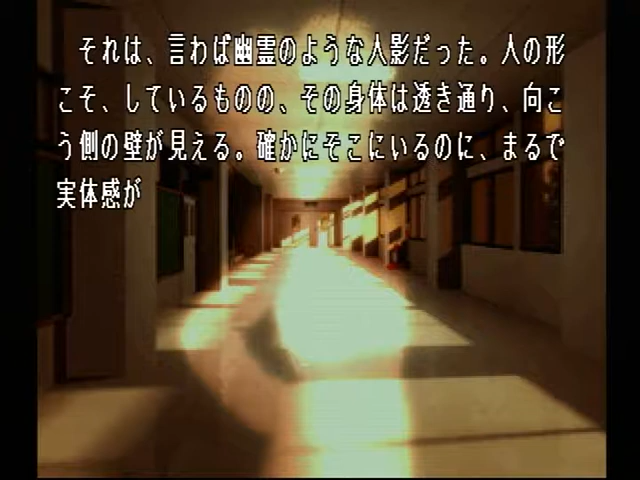 それは、言わば幽霊のような人影だった。人の形
こそ、しているものの、その身体は透き通り、向こ
う側の壁が見える。確かにそこにいるのに、まるで
実体感が